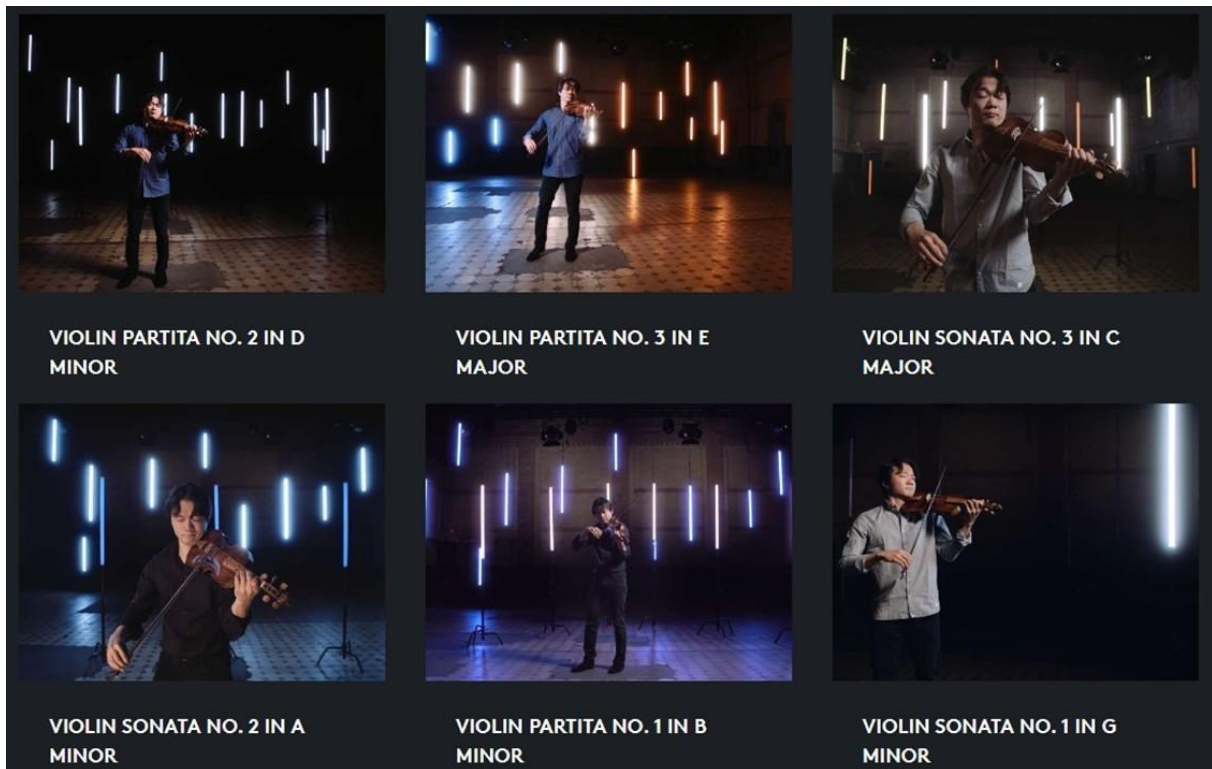 VIOLIN PARTITA NO. 2 IN D
MINOR
VIOLIN PARTITA NO. 3 IN E
MAJOR
VIOLIN SONATA NO. 3 IN C
MAJOR
VIOLIN SONATA NO. 2 IN A
MINOR
VIOLIN PARTITA NO. 1 IN B
MINOR
VIOLIN SONATA NO. 1 IN G
MINOR